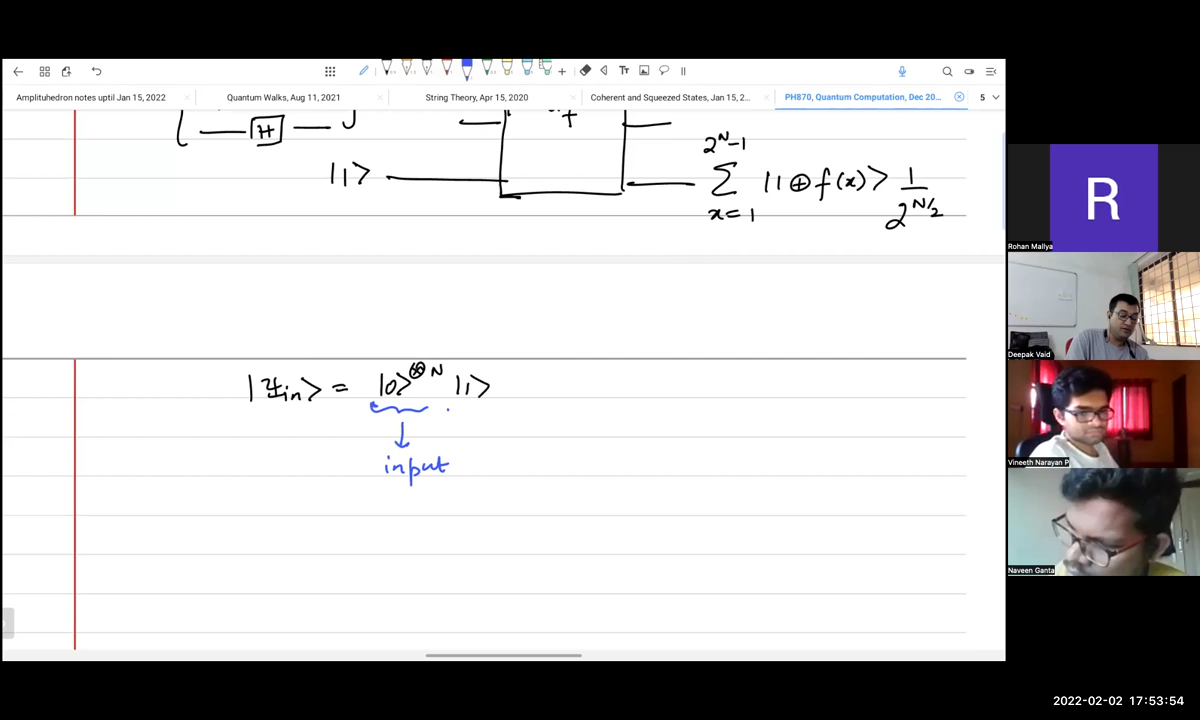 Amplituhedron notes uptil Jan 15, 2022
Quantum Walks, Aug 11, 2021
String Theory, Apr 15, 2020
Coherent and Squeezed States, Jan 15, 2...
PH870, Quantum Computation, Dec 20...
5
H
f
|1>
2^N-1
∑ |1⊕f(x)> 1/2^N/2
x=1
|Ψin> = |0>^⊗N |1>
input
R
Rohan Mallya
Deepak Vaid
Vineeth Narayan P
Naveen Ganta
2022-02-02 17:53:54